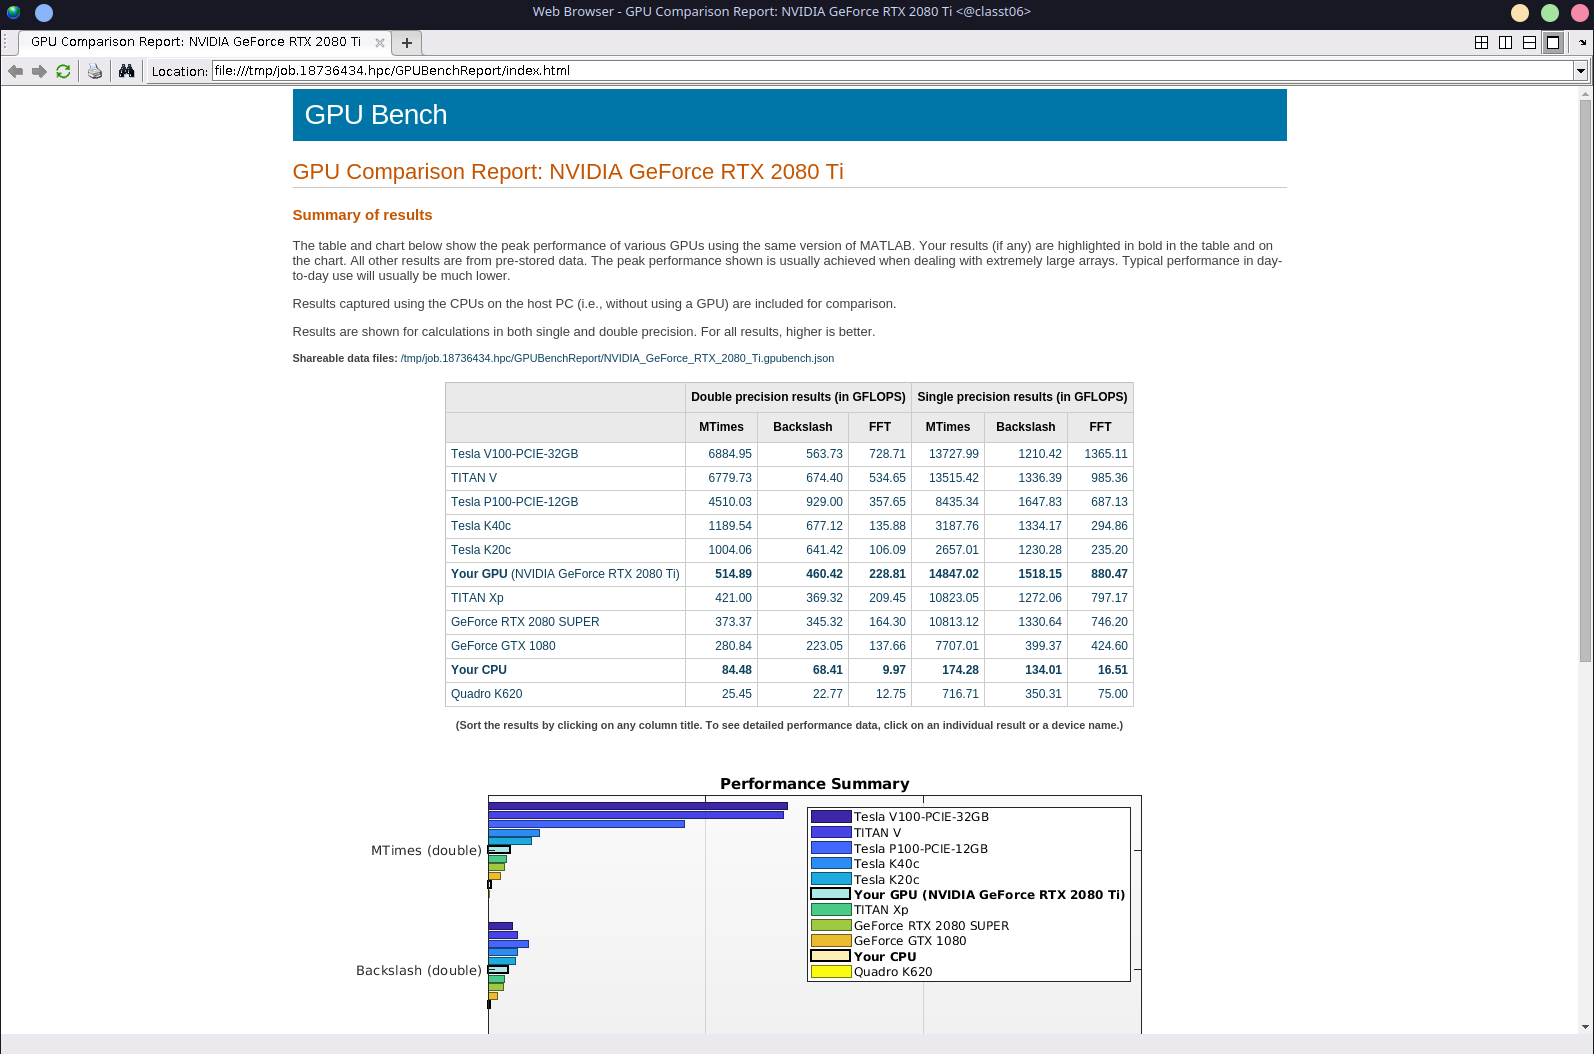 Web Browser - GPU Comparison Report: NVIDIA GeForce RTX 2080 Ti <@classt06>
GPU Comparison Report: NVIDIA GeForce RTX 2080 Ti
Location: file:///tmp/job.18736434.hpc/GPUBenchReport/index.html
GPU Bench
GPU Comparison Report: NVIDIA GeForce RTX 2080 Ti
Summary of results
The table and chart below show the peak performance of various GPUs using the same version of MATLAB. Your results (if any) are highlighted in bold in the table and on
the chart. All other results are from pre-stored data. The peak performance shown is usually achieved when dealing with extremely large arrays. Typical performance in day-
to-day use will usually be much lower.
Results captured using the CPUs on the host PC (i.e., without using a GPU) are included for comparison.
Results are shown for calculations in both single and double precision. For all results, higher is better.
Shareable data files: /tmp/job.18736434.hpc/GPUBenchReport/NVIDIA_GeForce_RTX_2080_Ti.gpubench.json
Double precision results (in GFLOPS) Single precision results (in GFLOPS)
MTimes Backslash FFT MTimes Backslash FFT
Tesla V100-PCIE-32GB 6884.95 563.73 728.71 13727.99 1210.42 1365.11
TITAN V 6779.73 674.40 534.65 13515.42 1336.39 985.36
Tesla P100-PCIE-12GB 4510.03 929.00 357.65 8435.34 1647.83 687.13
Tesla K40c 1189.54 677.12 135.88 3187.76 1334.17 294.86
Tesla K20c 1004.06 641.42 106.09 2657.01 1230.28 235.20
Your GPU (NVIDIA GeForce RTX 2080 Ti) 514.89 460.42 228.81 14847.02 1518.15 880.47
TITAN Xp 421.00 369.32 209.45 10823.05 1272.06 797.17
GeForce RTX 2080 SUPER 373.37 345.32 164.30 10813.12 1330.64 746.20
GeForce GTX 1080 280.84 223.05 137.66 7707.01 399.37 424.60
Your CPU 84.48 68.41 9.97 174.28 134.01 16.51
Quadro K620 25.45 22.77 12.75 716.71 350.31 75.00
(Sort the results by clicking on any column title. To see detailed performance data, click on an individual result or a device name.)
Performance Summary
MTimes (double)
Backslash (double)
Tesla V100-PCIE-32GB
TITAN V
Tesla P100-PCIE-12GB
Tesla K40c
Tesla K20c
Your GPU (NVIDIA GeForce RTX 2080 Ti)
TITAN Xp
GeForce RTX 2080 SUPER
GeForce GTX 1080
Your CPU
Quadro K620